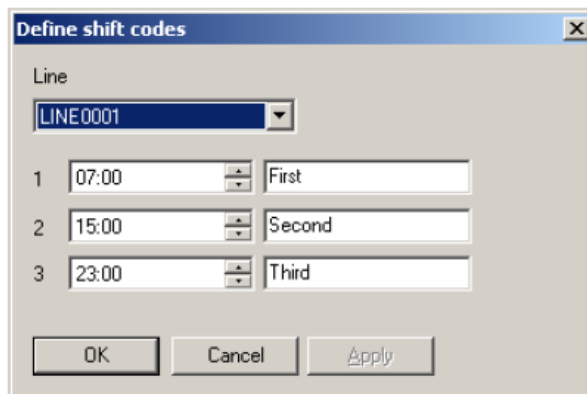 Define shift codes
Line
LINE0001
1 07:00 First
2 15:00 Second
3 23:00 Third
OK Cancel Apply